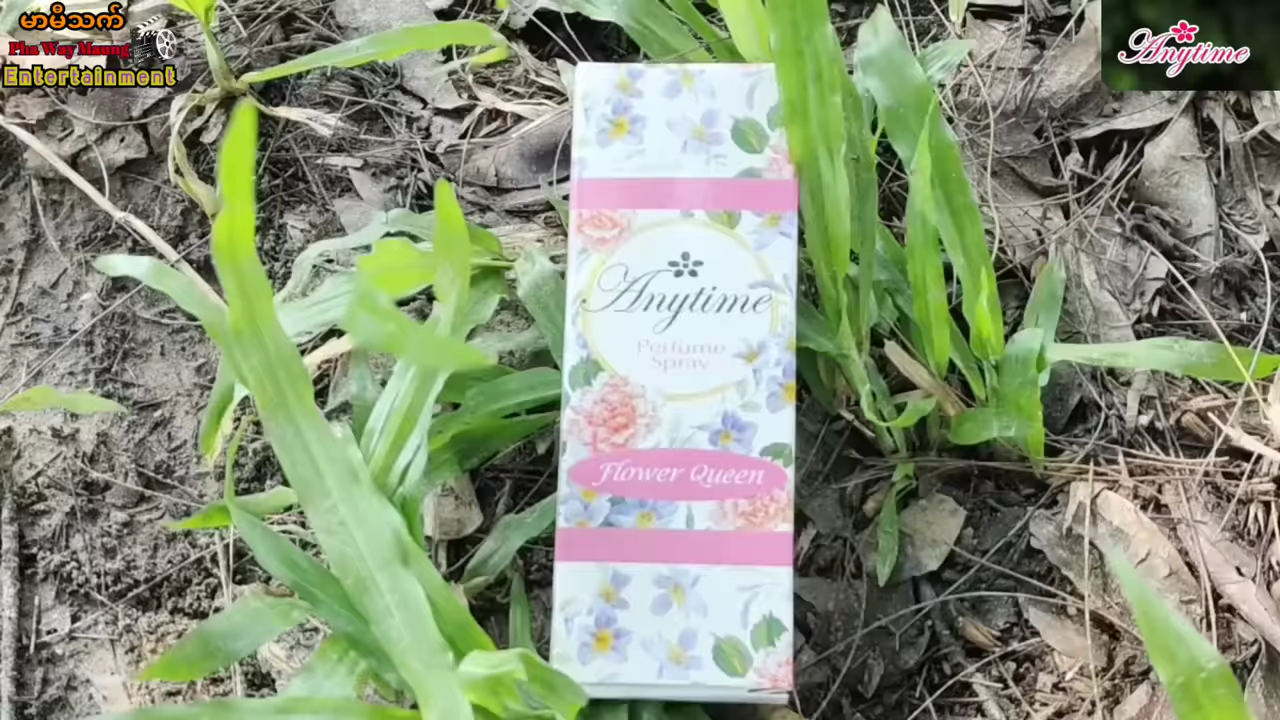 မာမီသက်
Pha Way Maung
Entertainment
Anytime
Anytime
Perfume
Spray
Flower Queen